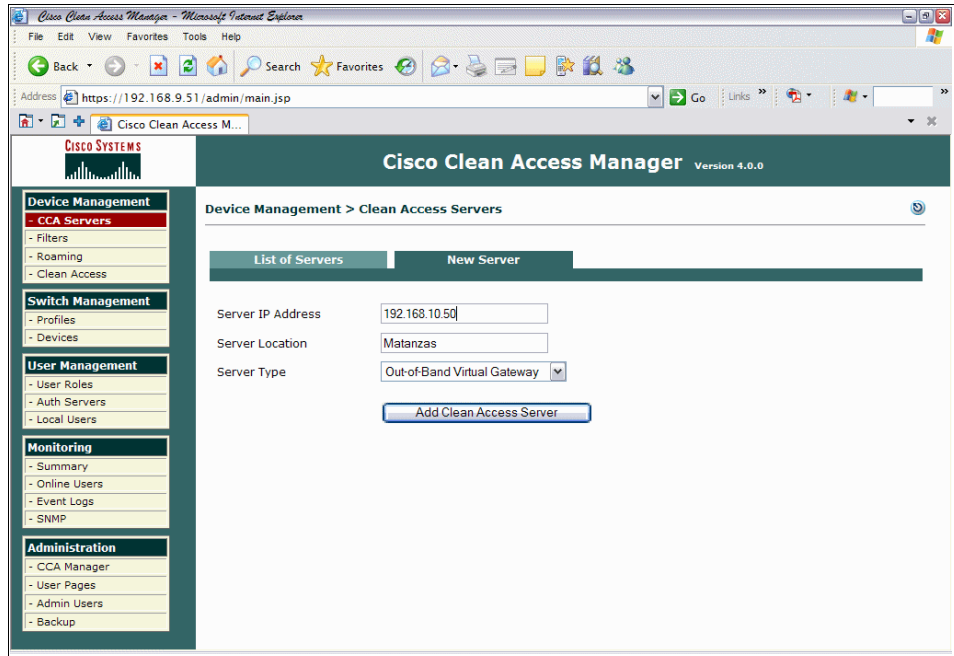 Cisco Clean Access Manager - Microsoft Internet Explorer
File Edit View Favorites Tools Help
Back Search Favorites
Address https://192.168.9.51/admin/main.jsp Go Links »
Cisco Clean Access M...
CISCO SYSTEMS
Cisco Clean Access Manager Version 4.0.0
Device Management
- CCA Servers
- Filters
- Roaming
- Clean Access
Switch Management
- Profiles
- Devices
User Management
- User Roles
- Auth Servers
- Local Users
Monitoring
- Summary
- Online Users
- Event Logs
- SNMP
Administration
- CCA Manager
- User Pages
- Admin Users
- Backup
Device Management > Clean Access Servers
List of Servers New Server
Server IP Address 192.168.10.50
Server Location Matanzas
Server Type Out-of-Band Virtual Gateway
Add Clean Access Server